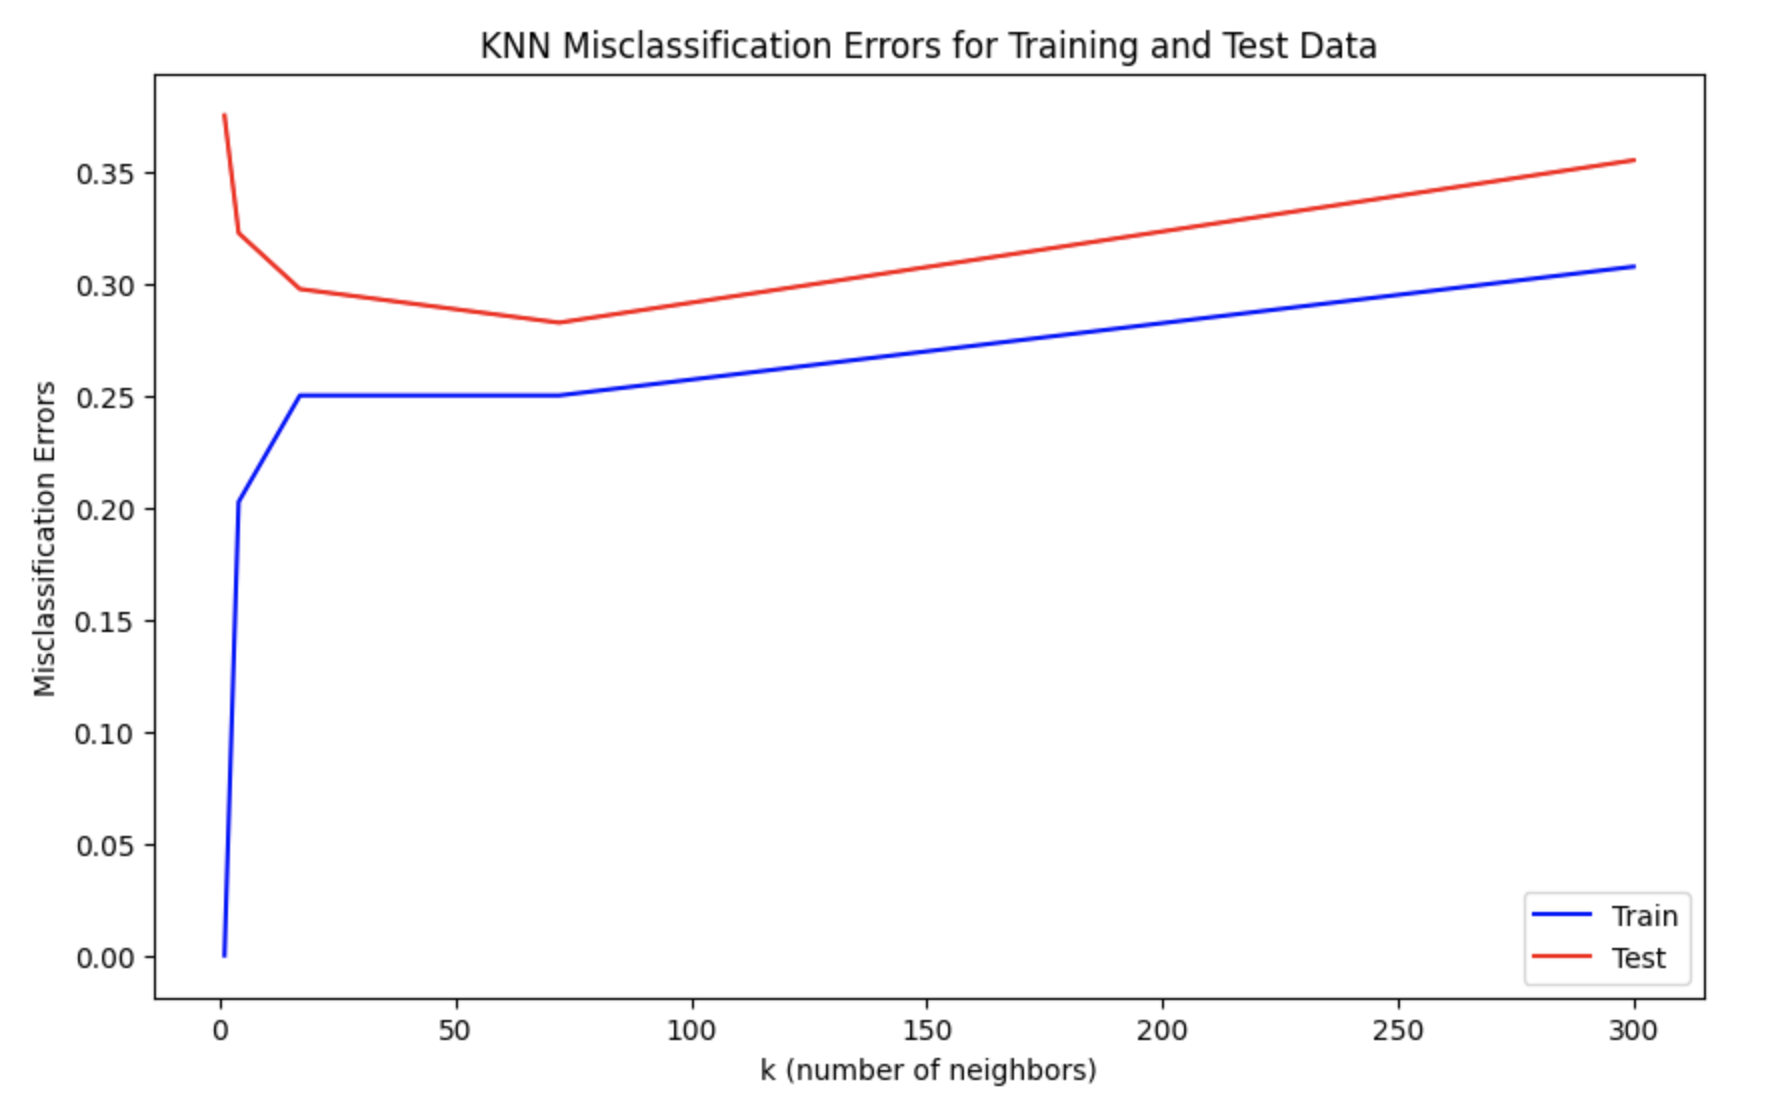 KNN Misclassification Errors for Training and Test Data
Misclassification Errors
0.35
0.30
0.25
0.20
0.15
0.10
0.05
0.00
0 50 100 150 200 250 300
k (number of neighbors)
Train
Test